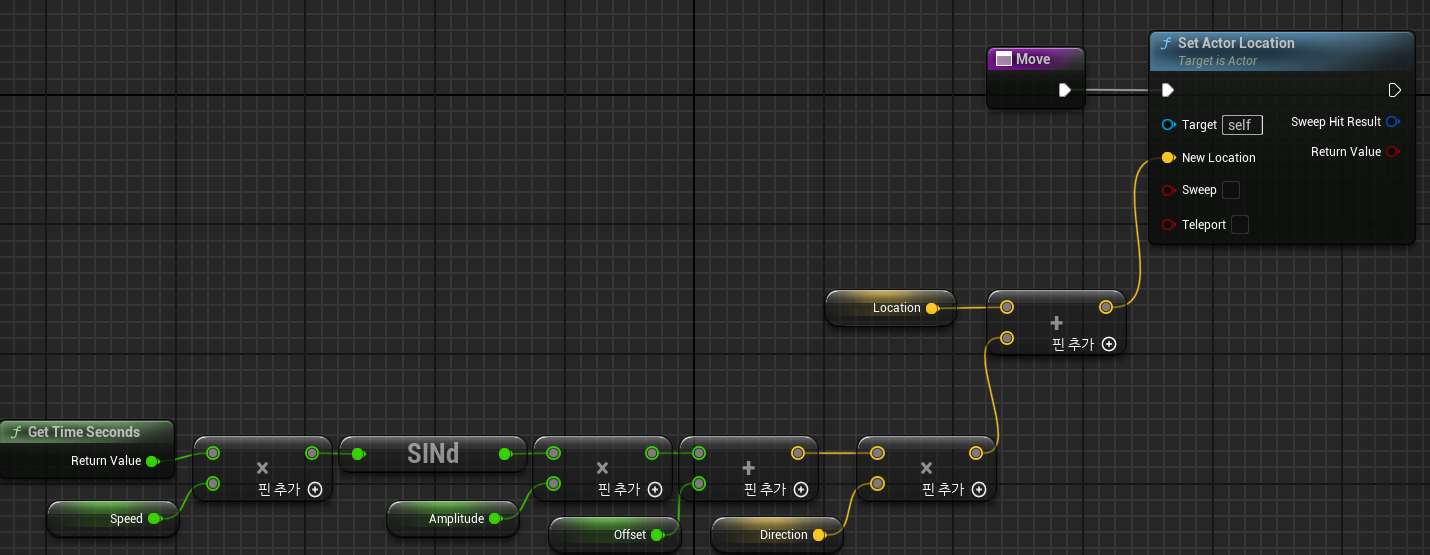 Move
Set Actor Location
Target is Actor
Target self
Sweep Hit Result
New Location
Return Value
Sweep
Teleport
Location
+
핀 추가
Get Time Seconds
Return Value
Speed
×
핀 추가
SINd
Amplitude
×
핀 추가
Offset
+
핀 추가
Direction
×
핀 추가